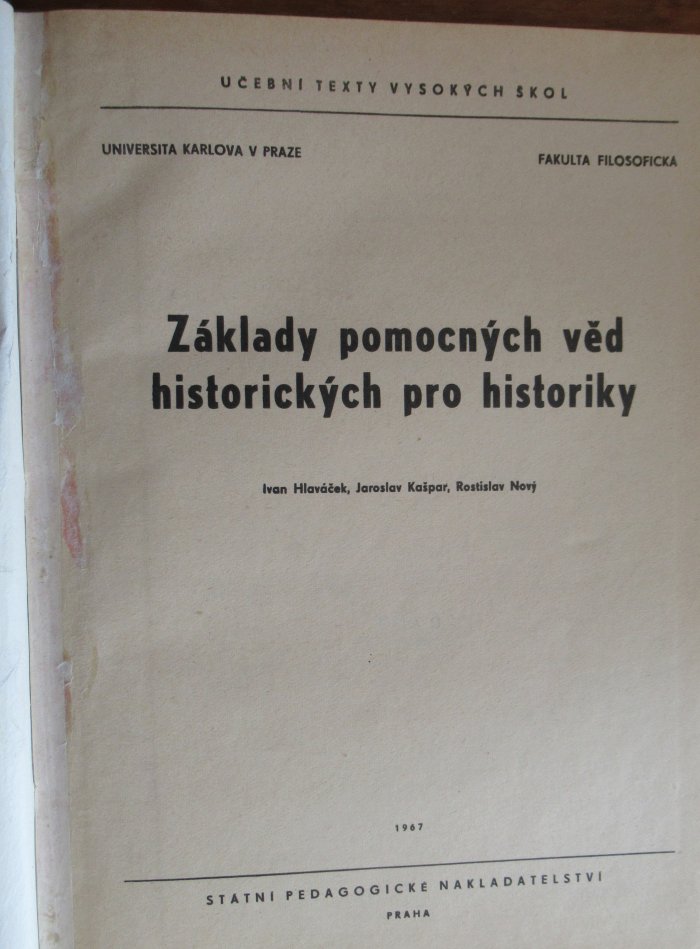 UČEBNÍ TEXTY VYSOKÝCH ŠKOL
UNIVERSITA KARLOVA V PRAZE
FAKULTA FILOSOFICKÁ
Základy pomocných věd
historických pro historiky
Ivan Hlaváček, Jaroslav Kašpar, Rostislav Nový
1967
STÁTNÍ PEDAGOGICKÉ NAKLADATELSTVÍ
PRAHA